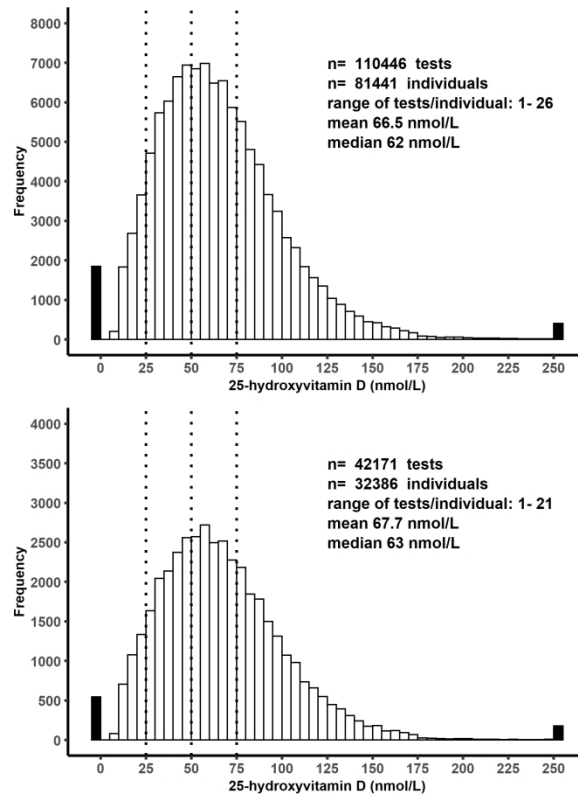 8000
7000
6000
5000
4000
3000
2000
1000
0
Frequency
n= 110446 tests
n= 81441 individuals
range of tests/individual: 1- 26
mean 66.5 nmol/L
median 62 nmol/L
0 25 50 75 100 125 150 175 200 225 250
25-hydroxyvitamin D (nmol/L)
4000
3500
3000
2500
2000
1500
1000
500
0
Frequency
n= 42171 tests
n= 32386 individuals
range of tests/individual: 1- 21
mean 67.7 nmol/L
median 63 nmol/L
0 25 50 75 100 125 150 175 200 225 250
25-hydroxyvitamin D (nmol/L)